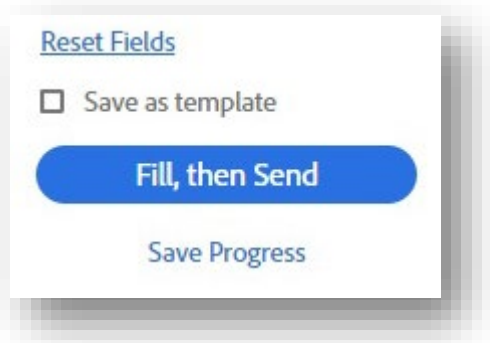 Reset Fields
Save as template
Fill, then Send
Save Progress